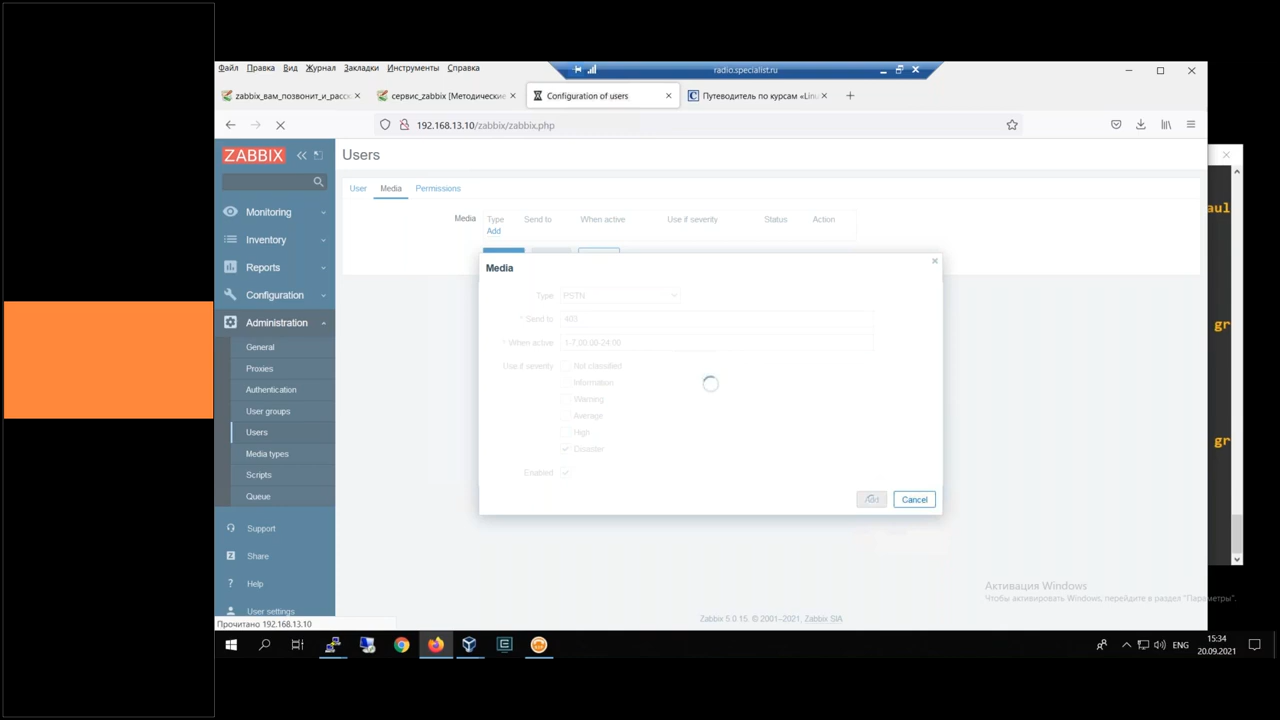 Файл Правка Вид Журнал Закладки Инструменты Справка
radio.specialist.ru
zabbix_вам_позвонит_и_расс
сервис_zabbix [Методические
Configuration of users
Путеводитель по курсам «Linu
192.168.13.10/zabbix/zabbix.php
ZABBIX
Users
User Media Permissions
Monitoring
Inventory
Reports
Configuration
Administration
General
Proxies
Authentication
User groups
Users
Media types
Scripts
Queue
Support
Share
Help
User settings
Media Type Send to When active Use if severity Status Action
Add
Media
Type PSTN
* Send to 403
* When active 1-7,00:00-24:00
Use if severity Not classified
Information
Warning
Average
High
Disaster
Enabled
Add Cancel
aul
gr
gr
Активация Windows
Чтобы активировать Windows, перейдите в раздел "Параметры".
Zabbix 5.0.15. © 2001–2021, Zabbix SIA
Прочитано 192.168.13.10
ENG
15:34
20.09.2021